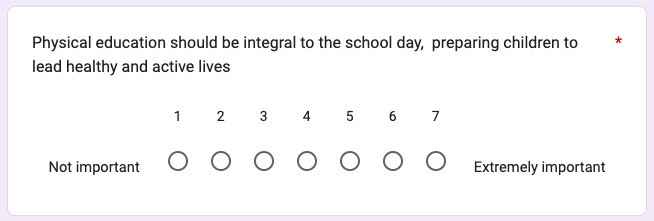 Physical education should be integral to the school day,  preparing children to *
lead healthy and active lives
1 2 3 4 5 6 7
Not important Extremely important